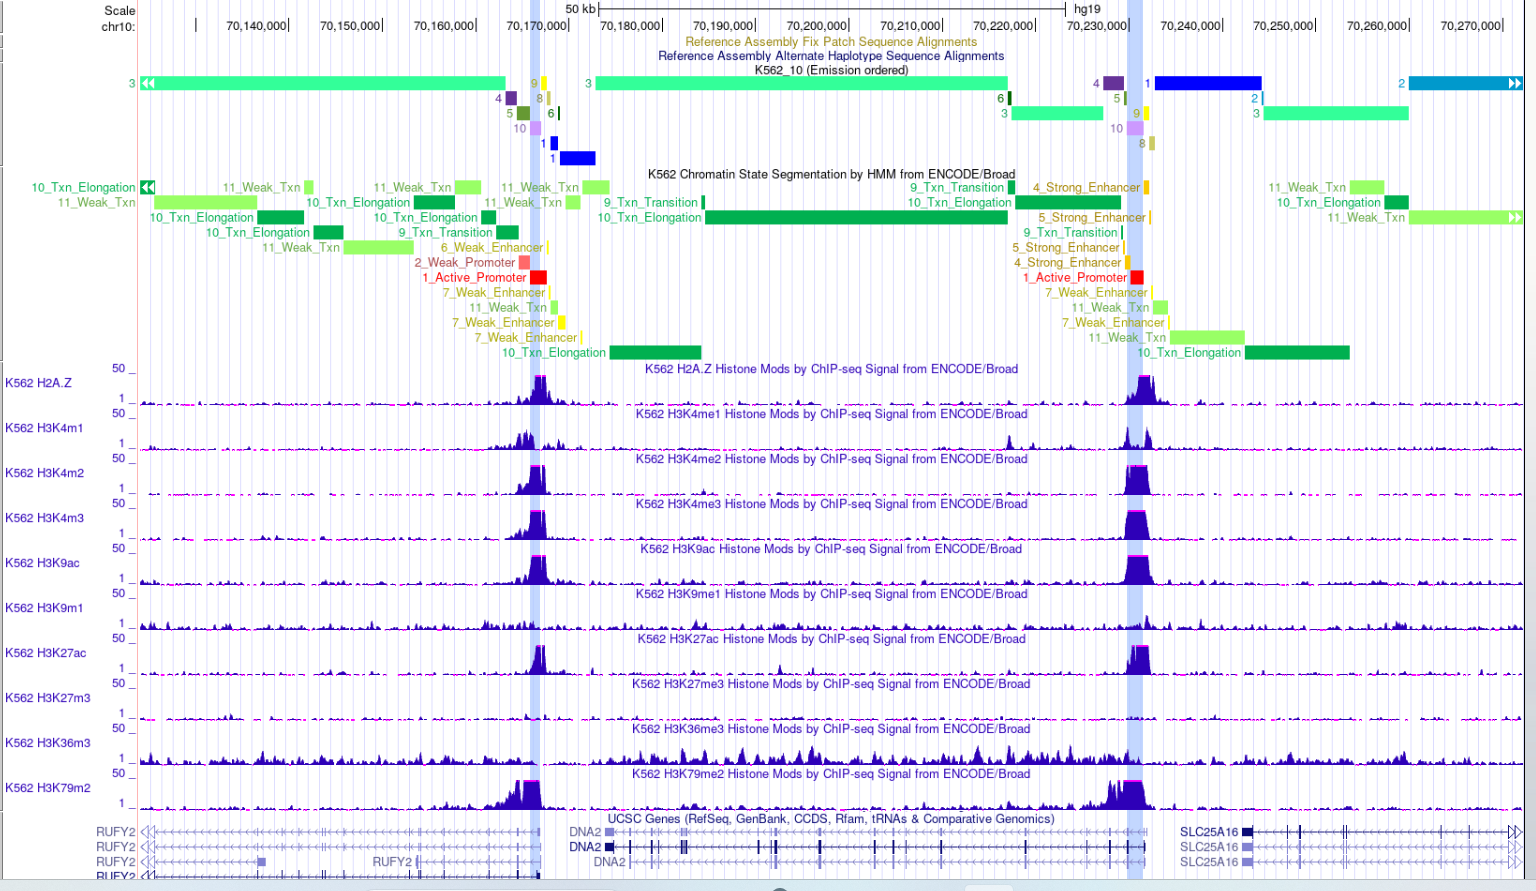 Scale 50 kb hg19
chr10: 70,140,000 70,150,000 70,160,000 70,170,000 70,180,000 70,190,000 70,200,000 70,210,000 70,220,000 70,230,000 70,240,000 70,250,000 70,260,000 70,270,000
Reference Assembly Fix Patch Sequence Alignments
Reference Assembly Alternate Haplotype Sequence Alignments
K562_10 (Emission ordered)
3 9 3 4 1 2
4 8 6 5 2
5 6 3 9 3
10 10
1 8
1
K562 Chromatin State Segmentation by HMM from ENCODE/Broad
10_Txn_Elongation 11_Weak_Txn 11_Weak_Txn 11_Weak_Txn 9_Txn_Transition 4_Strong_Enhancer 11_Weak_Txn
11_Weak_Txn 10_Txn_Elongation 11_Weak_Txn 9_Txn_Transition 10_Txn_Elongation 10_Txn_Elongation
10_Txn_Elongation 10_Txn_Elongation 10_Txn_Elongation 5_Strong_Enhancer 11_Weak_Txn
10_Txn_Elongation 9_Txn_Transition 9_Txn_Transition
11_Weak_Txn 6_Weak_Enhancer 5_Strong_Enhancer
2_Weak_Promoter 4_Strong_Enhancer
1_Active_Promoter 1_Active_Promoter
7_Weak_Enhancer 7_Weak_Enhancer
11_Weak_Txn 11_Weak_Txn
7_Weak_Enhancer 7_Weak_Enhancer
7_Weak_Enhancer 11_Weak_Txn
10_Txn_Elongation 10_Txn_Elongation
50 _ K562 H2A.Z Histone Mods by ChIP-seq Signal from ENCODE/Broad
K562 H2A.Z
1 _
50 _ K562 H3K4me1 Histone Mods by ChIP-seq Signal from ENCODE/Broad
K562 H3K4m1
1 _
50 _ K562 H3K4me2 Histone Mods by ChIP-seq Signal from ENCODE/Broad
K562 H3K4m2
1 _
50 _ K562 H3K4me3 Histone Mods by ChIP-seq Signal from ENCODE/Broad
K562 H3K4m3
1 _
50 _ K562 H3K9ac Histone Mods by ChIP-seq Signal from ENCODE/Broad
K562 H3K9ac
1 _
50 _ K562 H3K9me1 Histone Mods by ChIP-seq Signal from ENCODE/Broad
K562 H3K9m1
1 _
50 _ K562 H3K27ac Histone Mods by ChIP-seq Signal from ENCODE/Broad
K562 H3K27ac
1 _
50 _ K562 H3K27me3 Histone Mods by ChIP-seq Signal from ENCODE/Broad
K562 H3K27m3
1 _
50 _ K562 H3K36me3 Histone Mods by ChIP-seq Signal from ENCODE/Broad
K562 H3K36m3
1 _
50 _ K562 H3K79me2 Histone Mods by ChIP-seq Signal from ENCODE/Broad
K562 H3K79m2
1 _
UCSC Genes (RefSeq, GenBank, CCDS, Rfam, tRNAs & Comparative Genomics)
RUFY2 DNA2 SLC25A16
RUFY2 DNA2 SLC25A16
RUFY2 RUFY2 DNA2 SLC25A16
RUFY2